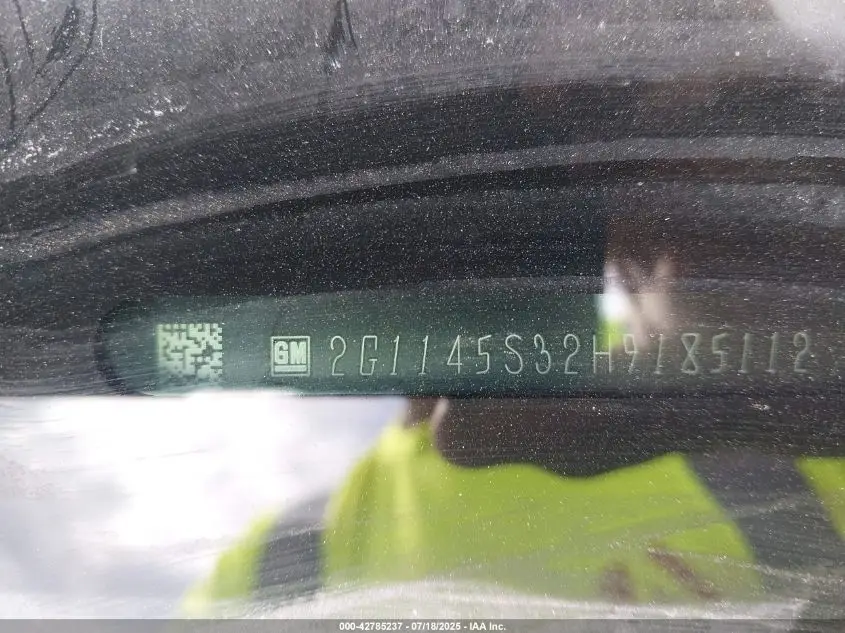 GM 2G1145S32H9185112
000-42785237 - 07/18/2025 - IAA Inc.